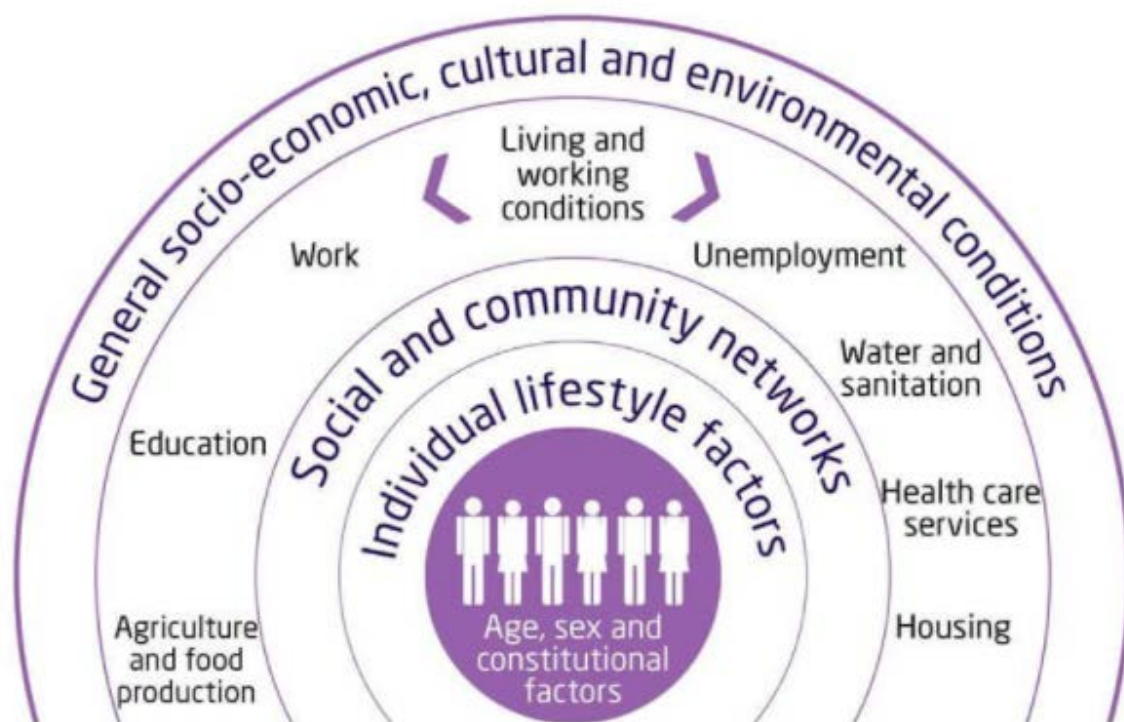 General socio-economic, cultural and environmental conditions
Living and
working
conditions
Work
Unemployment
Social and community networks
Water and
sanitation
Individual lifestyle factors
Education
Health care
services
Agriculture
and food
production
Age, sex and
constitutional
factors
Housing